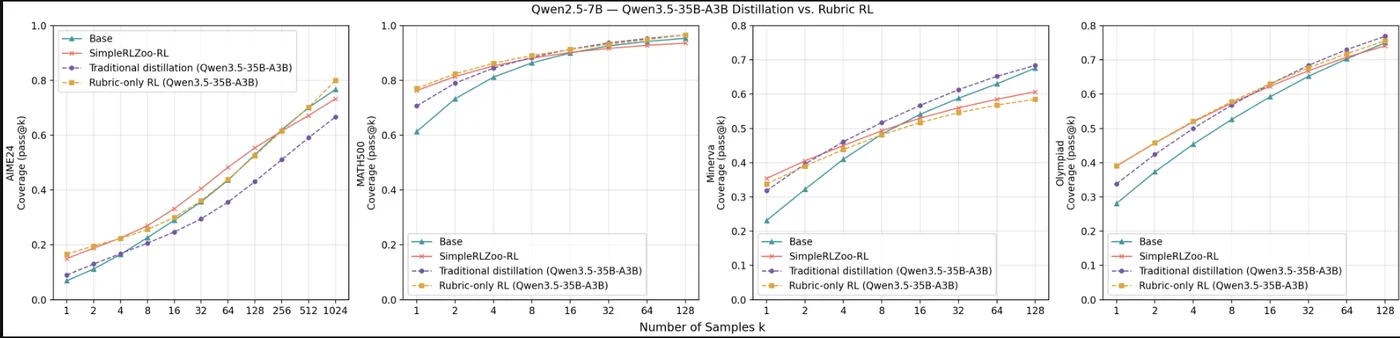 Qwen2.5-7B — Qwen3.5-35B-A3B Distillation vs. Rubric RL
AIME24
Coverage (pass@k)
1.0
0.8
0.6
0.4
0.2
0.0
Base
SimpleRLZoo-RL
Traditional distillation (Qwen3.5-35B-A3B)
Rubric-only RL (Qwen3.5-35B-A3B)
1 2 4 8 16 32 64 128 256 512 1024
MATH500
Coverage (pass@k)
1.0
0.8
0.6
0.4
0.2
0.0
Base
SimpleRLZoo-RL
Traditional distillation (Qwen3.5-35B-A3B)
Rubric-only RL (Qwen3.5-35B-A3B)
1 2 4 8 16 32 64 128
Minerva
Coverage (pass@k)
0.8
0.7
0.6
0.5
0.4
0.3
0.2
0.1
0.0
Base
SimpleRLZoo-RL
Traditional distillation (Qwen3.5-35B-A3B)
Rubric-only RL (Qwen3.5-35B-A3B)
1 2 4 8 16 32 64 128
Olympiad
Coverage (pass@k)
0.8
0.7
0.6
0.5
0.4
0.3
0.2
0.1
0.0
Base
SimpleRLZoo-RL
Traditional distillation (Qwen3.5-35B-A3B)
Rubric-only RL (Qwen3.5-35B-A3B)
1 2 4 8 16 32 64 128
Number of Samples k